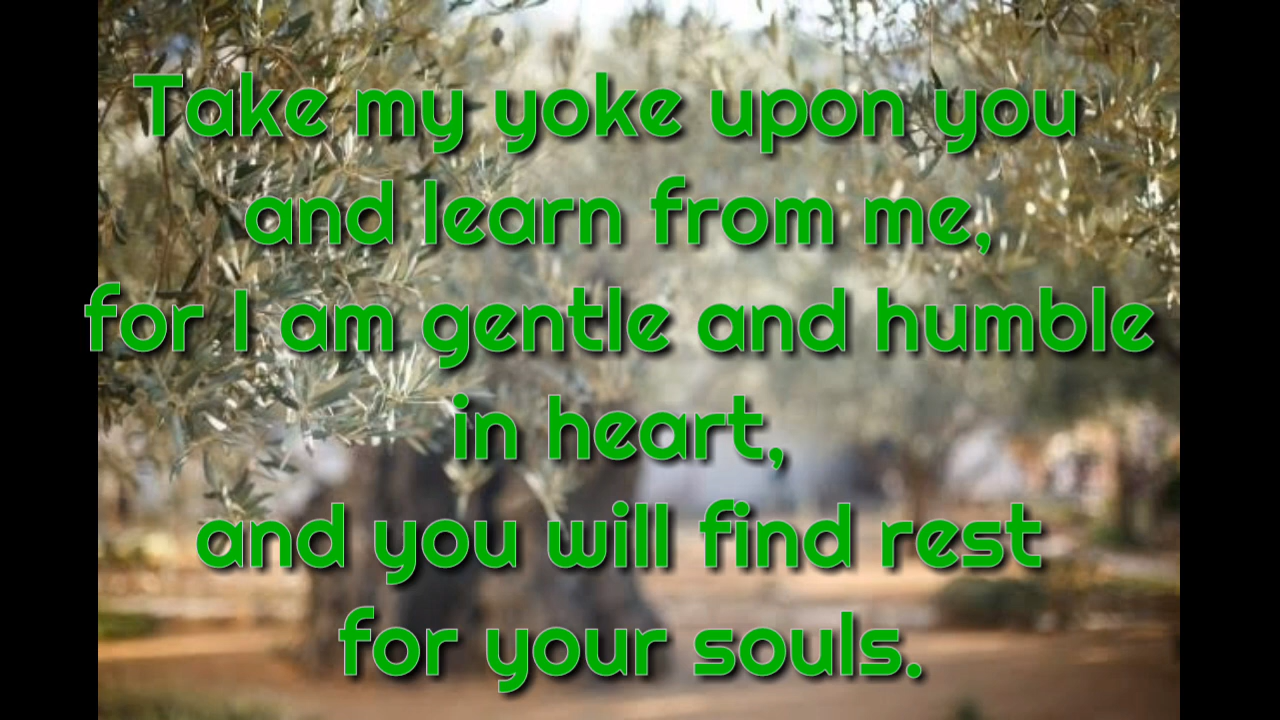 Take my yoke upon you
and learn from me,
for I am gentle and humble
in heart,
and you will find rest
for your souls.